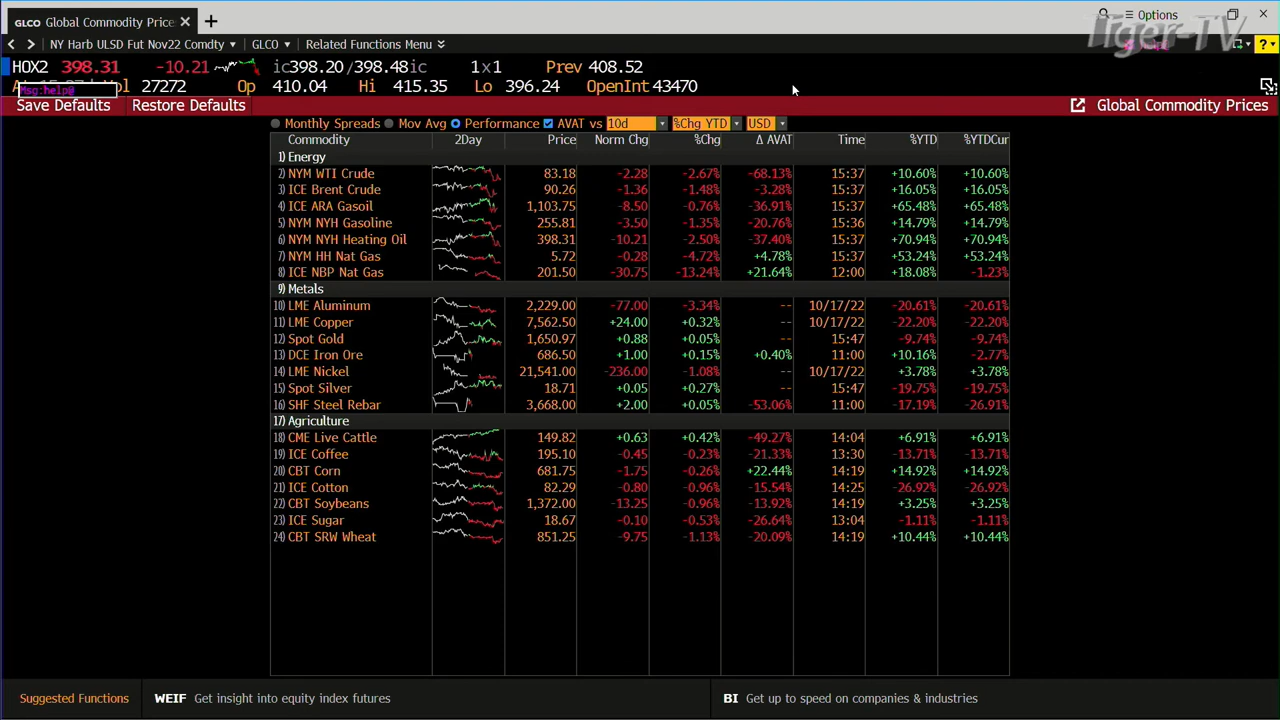 GLCO Global Commodity Price
Options
Tiger-TV
NY Harb ULSD Fut Nov22 Comdty GLCO Related Functions Menu
HOX2 398.31 -10.21 ic398.20/398.48ic 1x1 Prev 408.52
Vol 27272 Op 410.04 Hi 415.35 Lo 396.24 OpenInt 43470
Msg:help@
Save Defaults Restore Defaults Global Commodity Prices
Monthly Spreads Mov Avg Performance AVAT vs 10d %Chg YTD USD
Commodity 2Day Price Norm Chg %Chg Δ AVAT Time %YTD %YTDCur
1) Energy
2) NYM WTI Crude 83.18 -2.28 -2.67% -68.13% 15:37 +10.60% +10.60%
3) ICE Brent Crude 90.26 -1.36 -1.48% -3.28% 15:37 +16.05% +16.05%
4) ICE ARA Gasoil 1,103.75 -8.50 -0.76% -36.91% 15:37 +65.48% +65.48%
5) NYM NYH Gasoline 255.81 -3.50 -1.35% -20.76% 15:36 +14.79% +14.79%
6) NYM NYH Heating Oil 398.31 -10.21 -2.50% -37.40% 15:37 +70.94% +70.94%
7) NYM HH Nat Gas 5.72 -0.28 -4.72% +4.78% 15:37 +53.24% +53.24%
8) ICE NBP Nat Gas 201.50 -30.75 -13.24% +21.64% 12:00 +18.08% -1.23%
9) Metals
10) LME Aluminum 2,229.00 -77.00 -3.34% -- 10/17/22 -20.61% -20.61%
11) LME Copper 7,562.50 +24.00 +0.32% -- 10/17/22 -22.20% -22.20%
12) Spot Gold 1,650.97 +0.88 +0.05% -- 15:47 -9.74% -9.74%
13) DCE Iron Ore 686.50 +1.00 +0.15% +0.40% 11:00 +10.16% -2.77%
14) LME Nickel 21,541.00 -236.00 -1.08% -- 10/17/22 +3.78% +3.78%
15) Spot Silver 18.71 +0.05 +0.27% -- 15:47 -19.75% -19.75%
16) SHF Steel Rebar 3,668.00 +2.00 +0.05% -53.06% 11:00 -17.19% -26.91%
17) Agriculture
18) CME Live Cattle 149.82 +0.63 +0.42% -49.27% 14:04 +6.91% +6.91%
19) ICE Coffee 195.10 -0.45 -0.23% -21.33% 13:30 -13.71% -13.71%
20) CBT Corn 681.75 -1.75 -0.26% +22.44% 14:19 +14.92% +14.92%
21) ICE Cotton 82.29 -0.80 -0.96% -15.54% 14:25 -26.92% -26.92%
22) CBT Soybeans 1,372.00 -13.25 -0.96% -13.92% 14:19 +3.25% +3.25%
23) ICE Sugar 18.67 -0.10 -0.53% -26.64% 13:04 -1.11% -1.11%
24) CBT SRW Wheat 851.25 -9.75 -1.13% -20.09% 14:19 +10.44% +10.44%
Suggested Functions WEIF Get insight into equity index futures BI Get up to speed on companies & industries